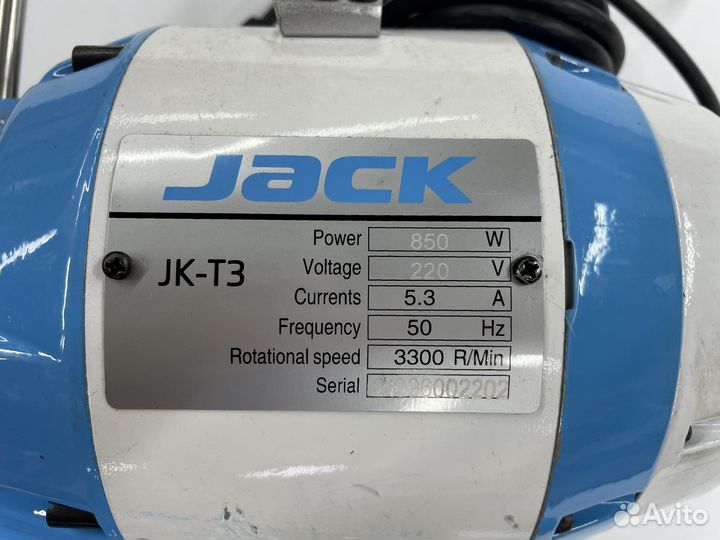 JACK
JK-T3
Power 850 W
Voltage 220 V
Currents 5.3 A
Frequency 50 Hz
Rotational speed 3300 R/Min
Serial
Avito